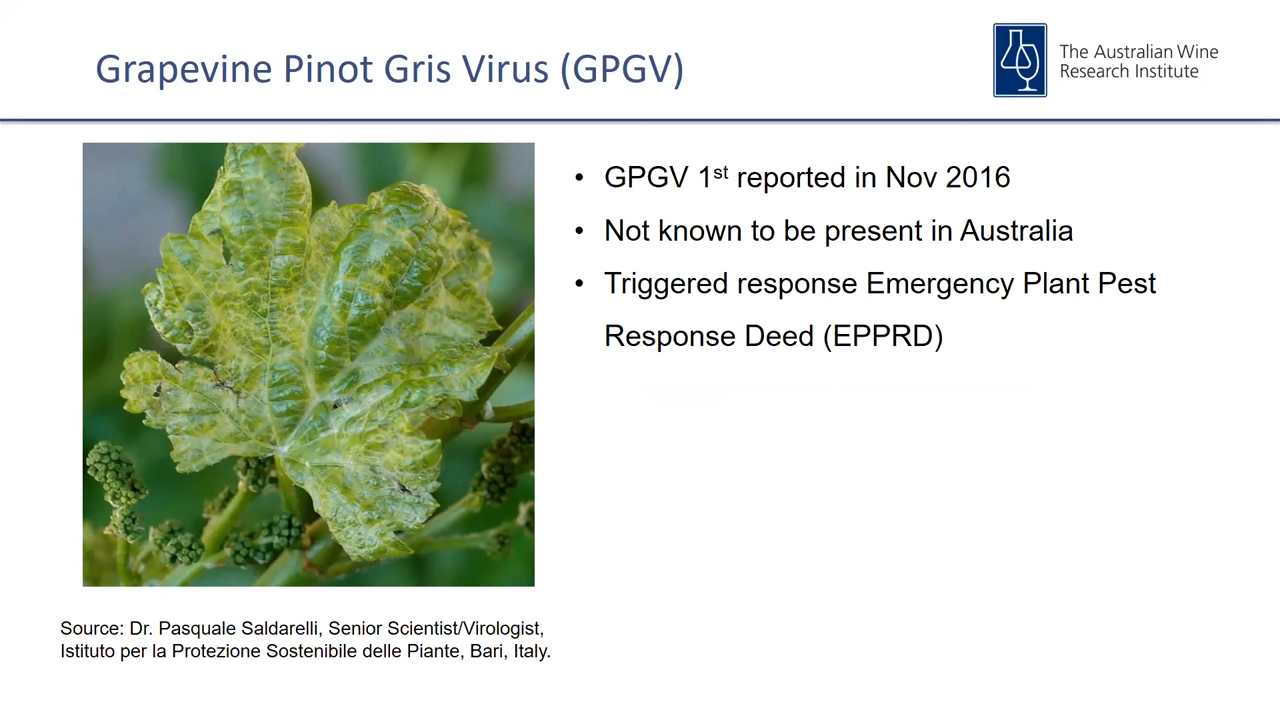 Grapevine Pinot Gris Virus (GPGV)
The Australian Wine
Research Institute
• GPGV 1st reported in Nov 2016
• Not known to be present in Australia
• Triggered response Emergency Plant Pest
Response Deed (EPPRD)
Source: Dr. Pasquale Saldarelli, Senior Scientist/Virologist,
Istituto per la Protezione Sostenibile delle Piante, Bari, Italy.